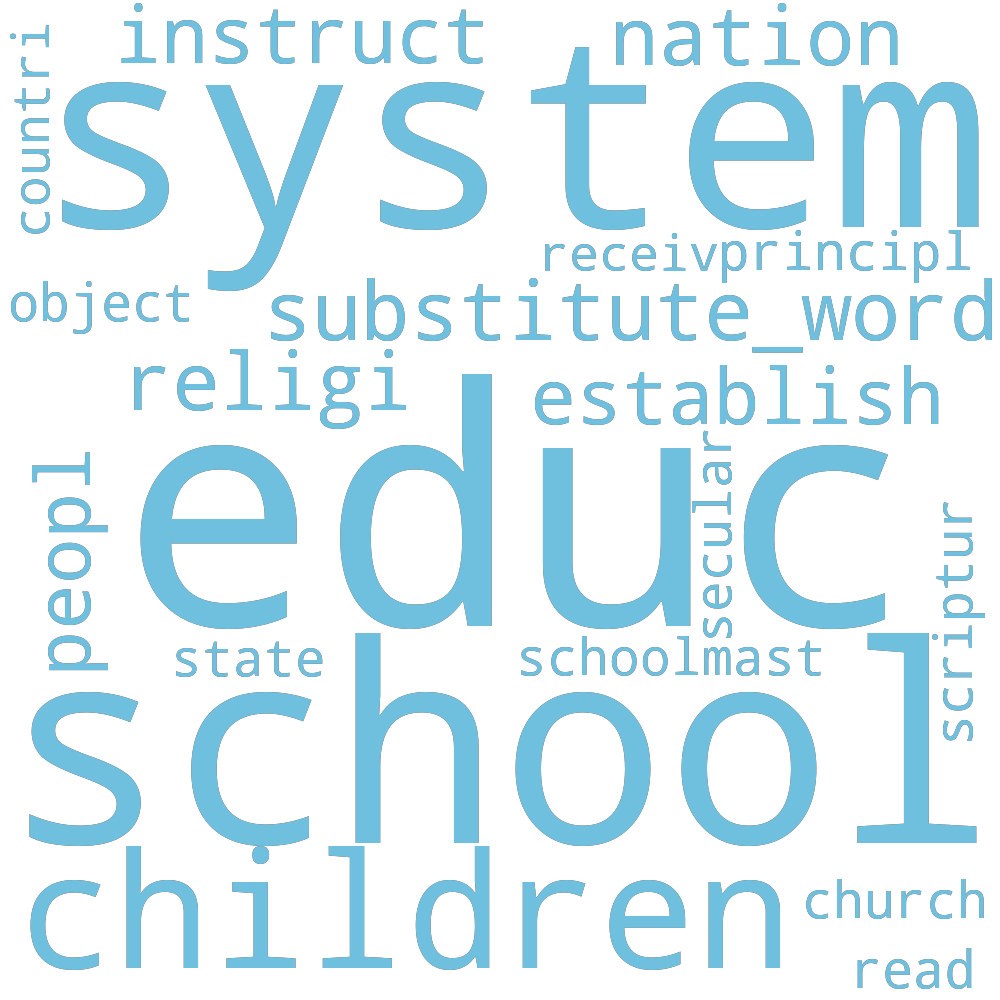 instruct
nation
countri
system
receiv
principl
object
substitute_word
religi
establish
peopl
educ
secular
scriptur
state
schoolmast
school
children
church
read